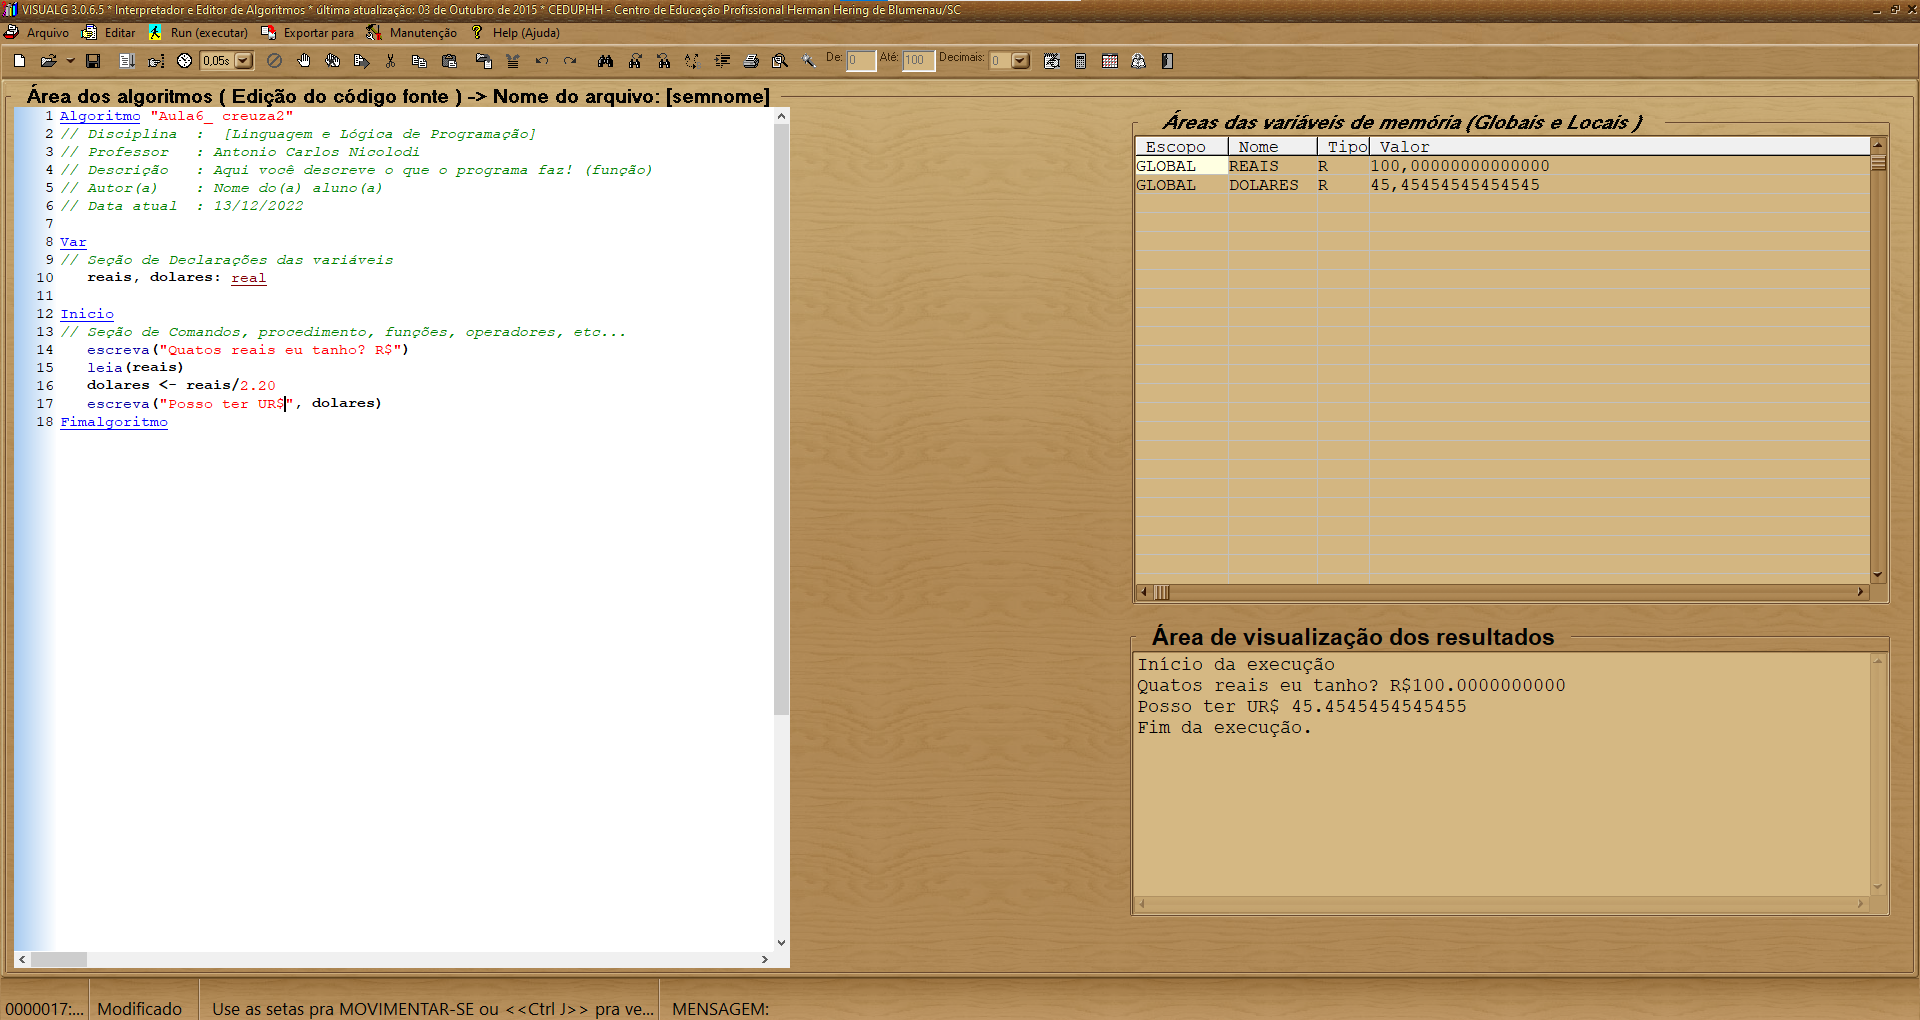 VISUALG 3.0.6.5 * Interpretador e Editor de Algoritmos * última atualização: 03 de Outubro de 2015 * CEDUPHH - Centro de Educação Profissional Herman Hering de Blumenau/SC
Arquivo Editar Run (executar) Exportar para Manutenção Help (Ajuda)
0,05s De: 0 Até: 100 Decimais: 0
Área dos algoritmos ( Edição do código fonte ) -> Nome do arquivo: [semnome]
1 Algoritmo "Aula6_ creuza2"
2 // Disciplina  :  [Linguagem e Lógica de Programação]
3 // Professor   : Antonio Carlos Nicolodi
4 // Descrição   : Aqui você descreve o que o programa faz! (função)
5 // Autor(a)    : Nome do(a) aluno(a)
6 // Data atual  : 13/12/2022
7
8 Var
9 // Seção de Declarações das variáveis
10    reais, dolares: real
11
12 Inicio
13 // Seção de Comandos, procedimento, funções, operadores, etc...
14    escreva("Quatos reais eu tanho? R$")
15    leia(reais)
16    dolares <- reais/2.20
17    escreva("Posso ter UR$", dolares)
18 Fimalgoritmo
Áreas das variáveis de memória (Globais e Locais )
Escopo Nome Tipo Valor
GLOBAL REAIS R 100,00000000000000
GLOBAL DOLARES R 45,45454545454545
Área de visualização dos resultados
Início da execução
Quatos reais eu tanho? R$100.0000000000
Posso ter UR$ 45.4545454545455
Fim da execução.
0000017:... Modificado Use as setas pra MOVIMENTAR-SE ou <<Ctrl J>> pra ve... MENSAGEM: